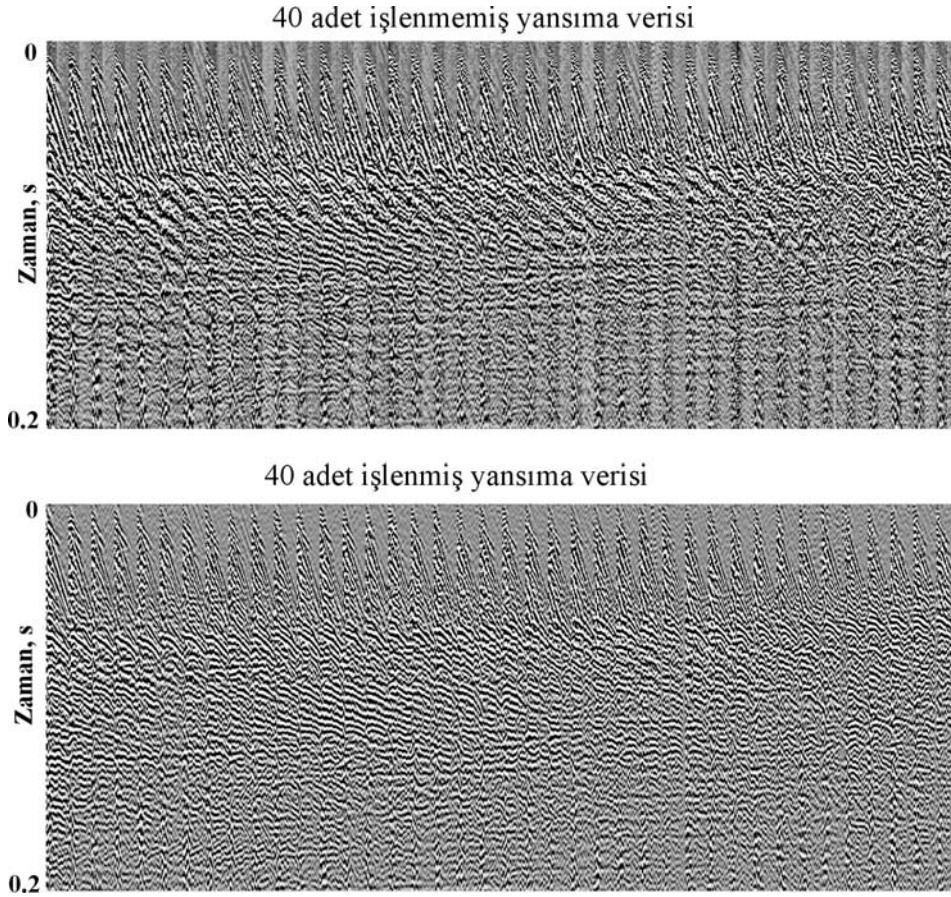 40 adet işlenmemiş yansıma verisi
0
Zaman, s
0.2
40 adet işlenmiş yansıma verisi
0
Zaman, s
0.2